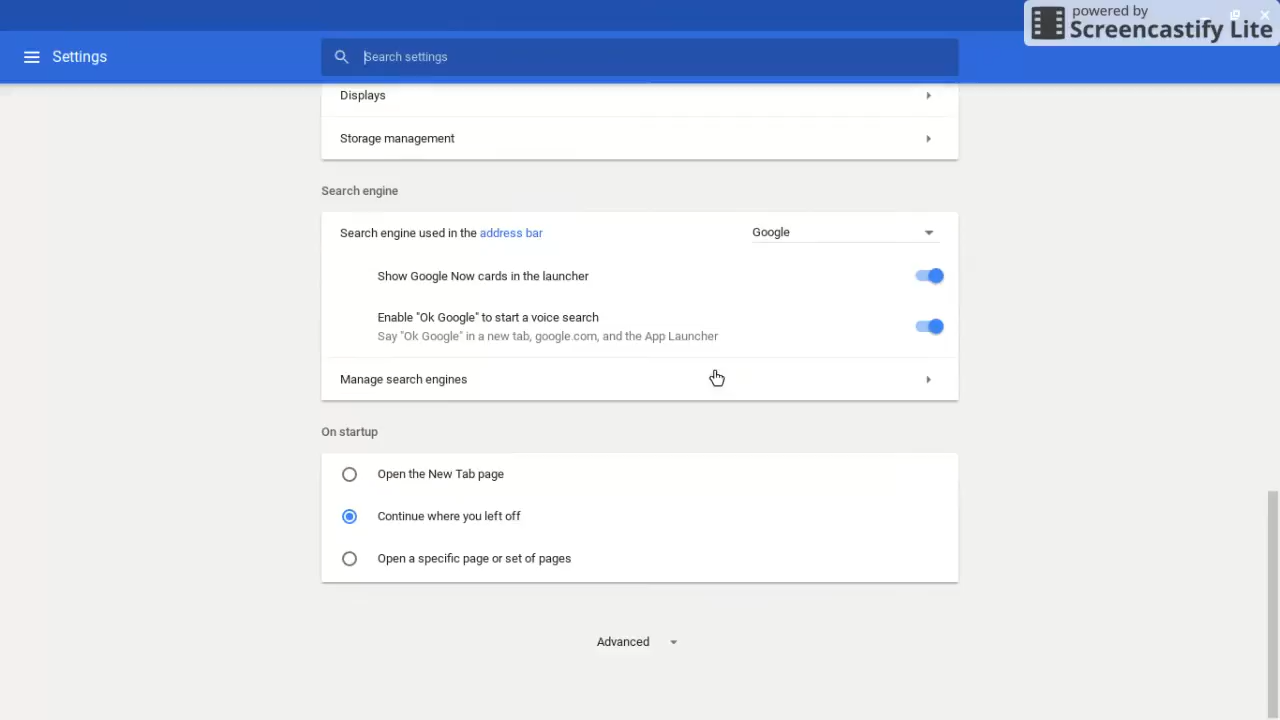 powered by
Screencastify Lite
Settings
Search settings
Displays
Storage management
Search engine
Search engine used in the address bar
Google
Show Google Now cards in the launcher
Enable "Ok Google" to start a voice search
Say "Ok Google" in a new tab, google.com, and the App Launcher
Manage search engines
On startup
Open the New Tab page
Continue where you left off
Open a specific page or set of pages
Advanced